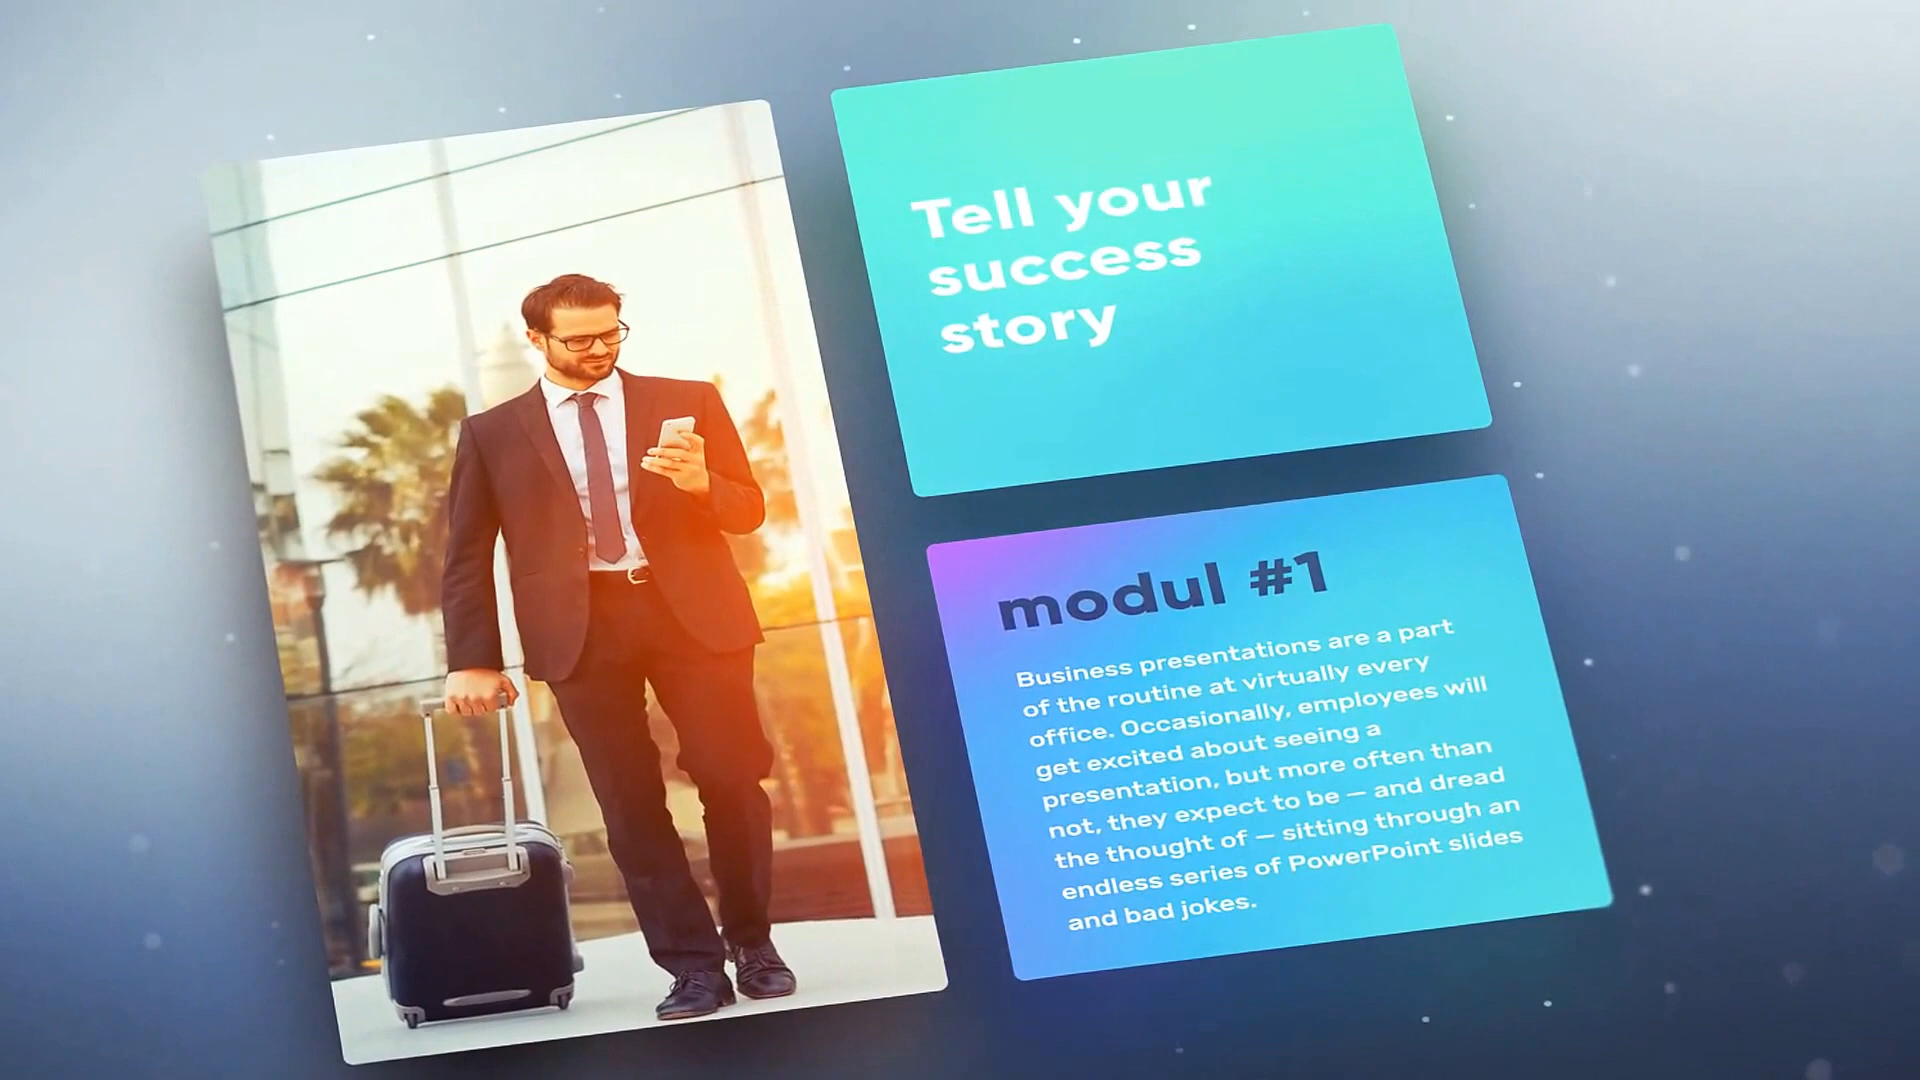 Tell your
success
story
modul #1
Business presentations are a part
of the routine at virtually every
office. Occasionally, employees will
get excited about seeing a
presentation, but more often than
not, they expect to be — and dread
the thought of — sitting through an
endless series of PowerPoint slides
and bad jokes.